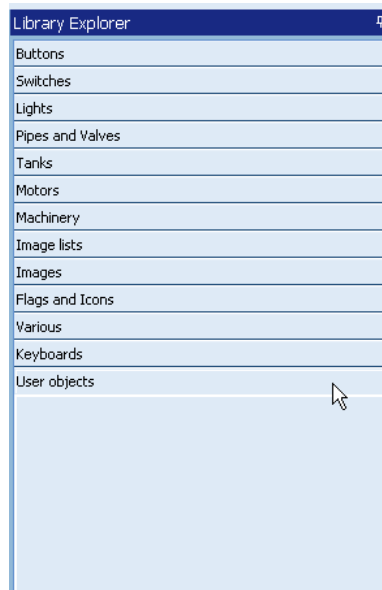 Library Explorer
Buttons
Switches
Lights
Pipes and Valves
Tanks
Motors
Machinery
Image lists
Images
Flags and Icons
Various
Keyboards
User objects